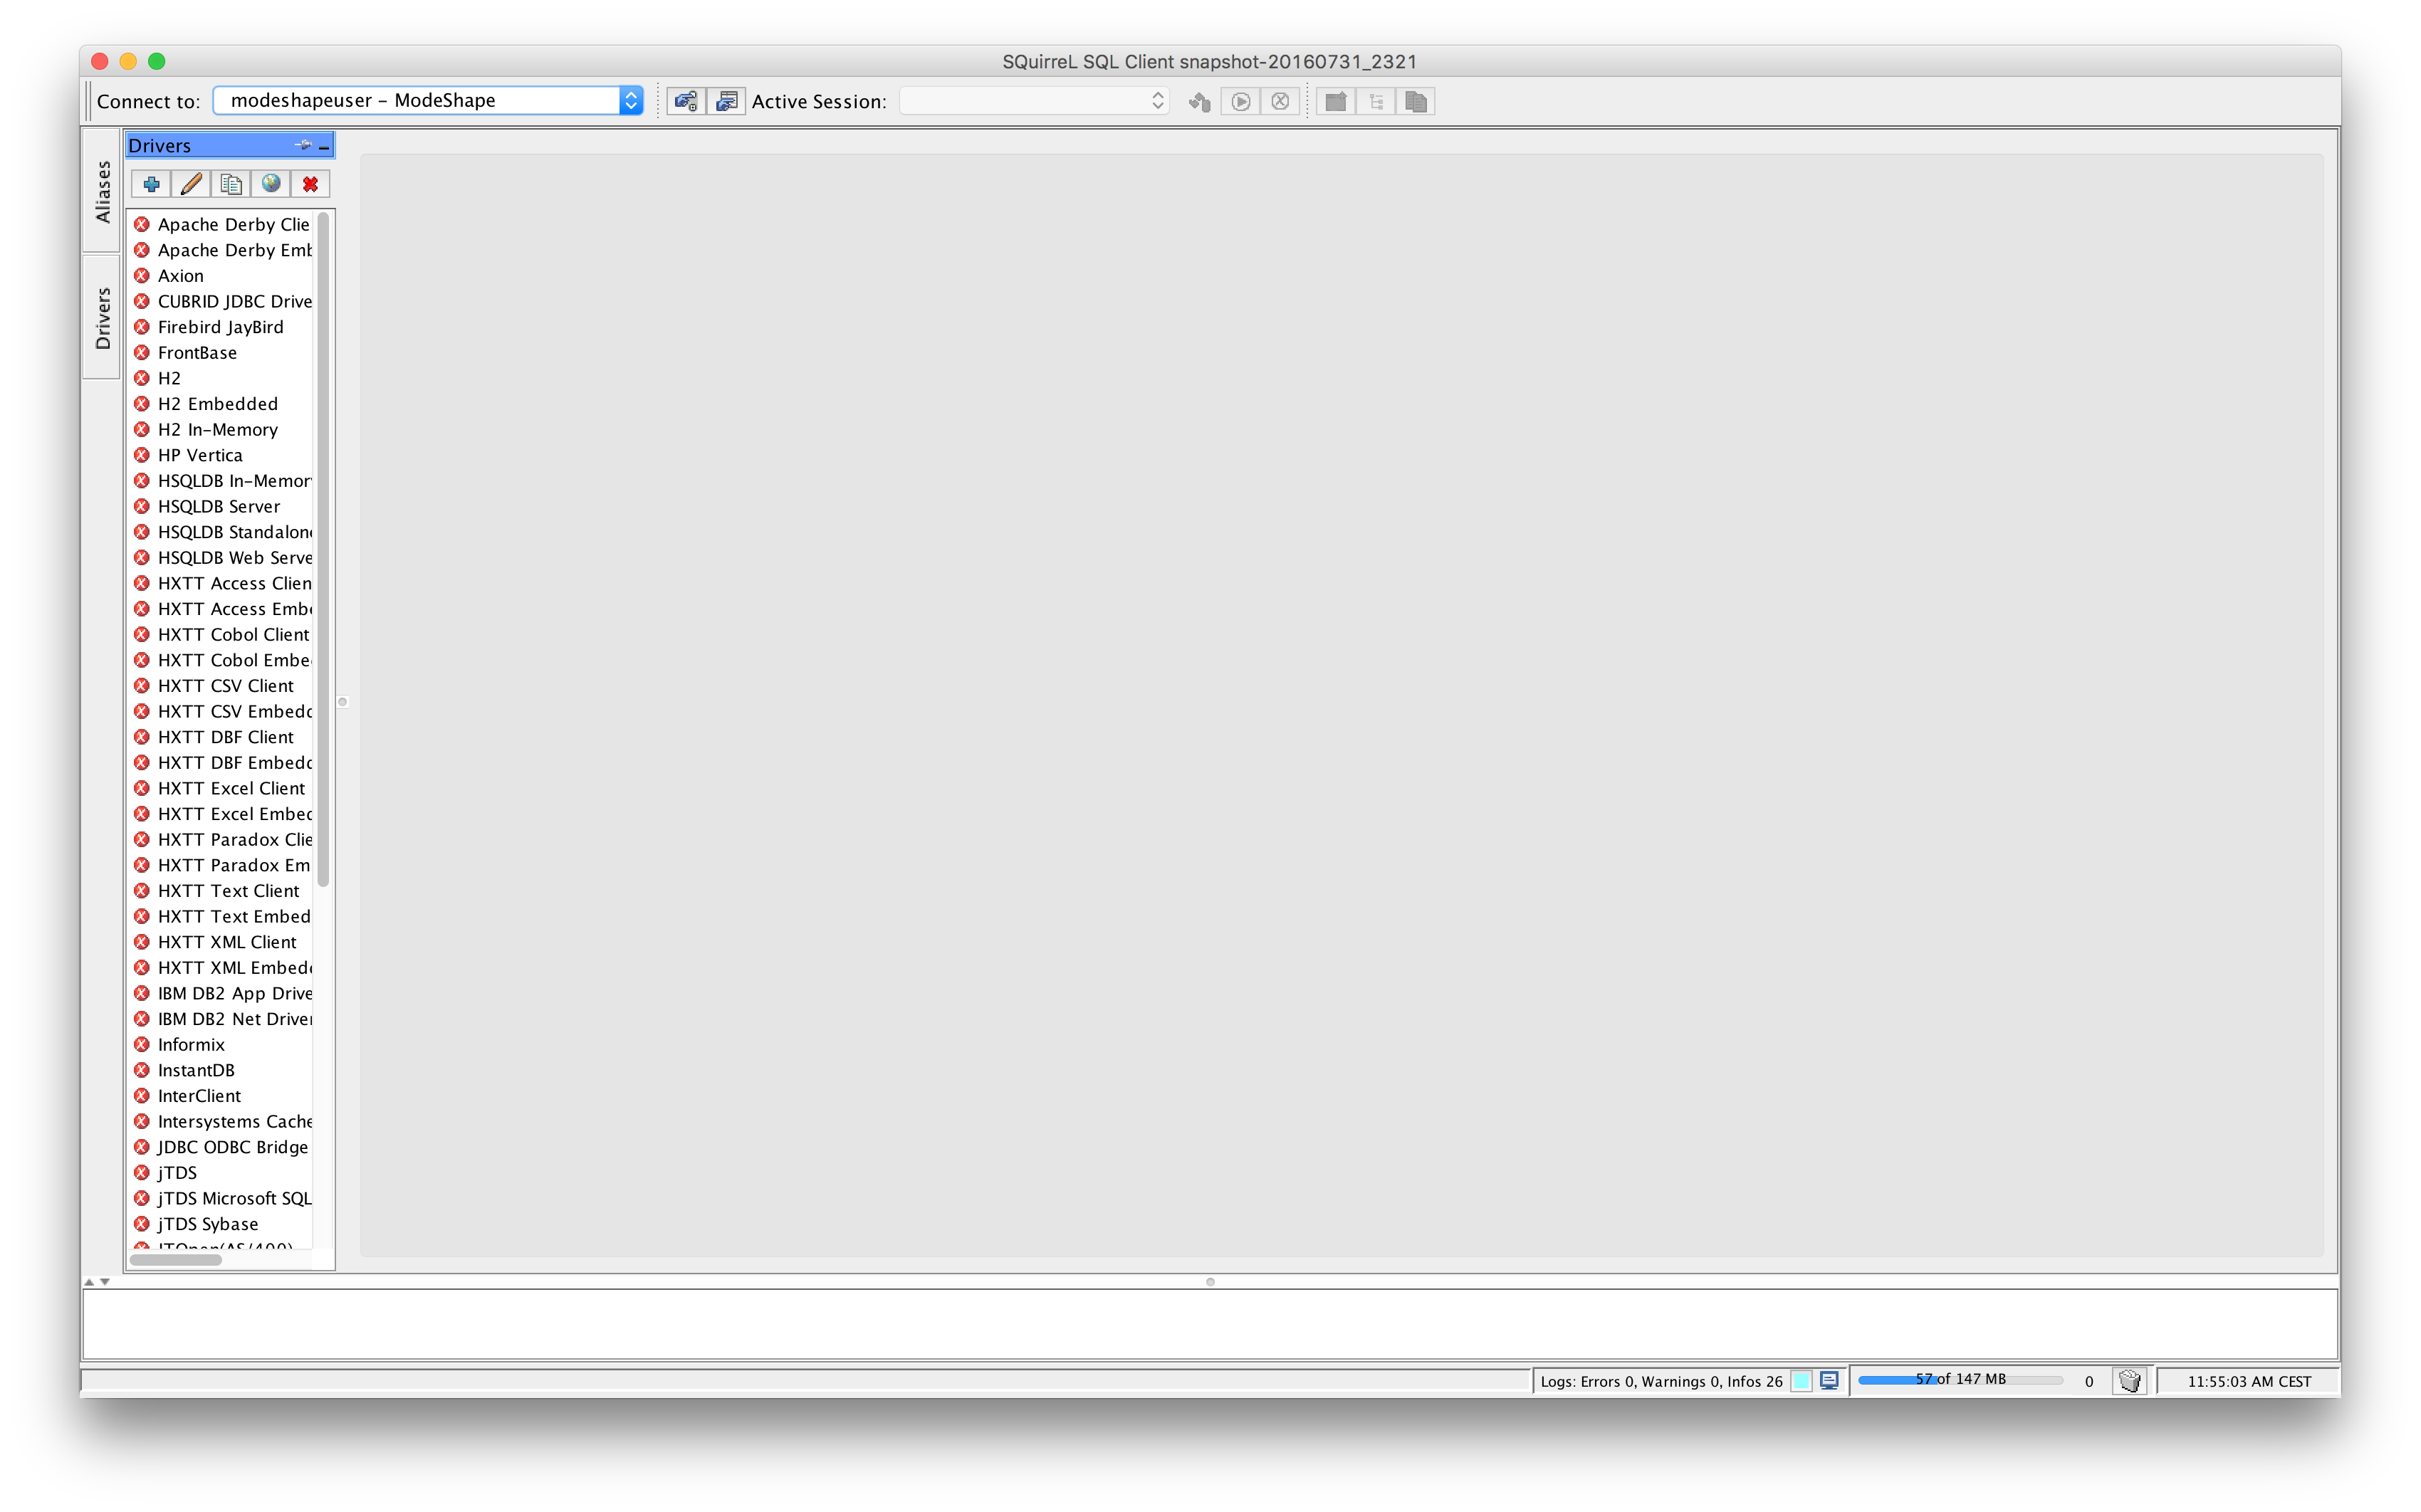 SQuirreL SQL Client snapshot-20160731_2321
Connect to: modeshapeuser – ModeShape Active Session:
Aliases
Drivers
Drivers
Apache Derby Clie
Apache Derby Emb
Axion
CUBRID JDBC Drive
Firebird JayBird
FrontBase
H2
H2 Embedded
H2 In-Memory
HP Vertica
HSQLDB In-Memor
HSQLDB Server
HSQLDB Standalon
HSQLDB Web Serve
HXTT Access Clien
HXTT Access Embe
HXTT Cobol Client
HXTT Cobol Embe
HXTT CSV Client
HXTT CSV Embedd
HXTT DBF Client
HXTT DBF Embedd
HXTT Excel Client
HXTT Excel Embed
HXTT Paradox Clie
HXTT Paradox Em
HXTT Text Client
HXTT Text Embed
HXTT XML Client
HXTT XML Embed
IBM DB2 App Drive
IBM DB2 Net Driver
Informix
InstantDB
InterClient
Intersystems Cache
JDBC ODBC Bridge
jTDS
jTDS Microsoft SQL
jTDS Sybase
JTOpen(AS/400)
Logs: Errors 0, Warnings 0, Infos 26
57 of 147 MB
0
11:55:03 AM CEST